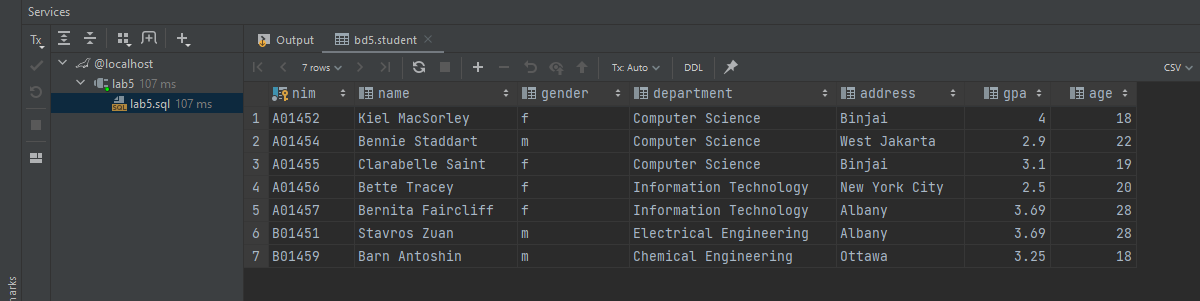 Services
Tx
Output
bd5.student
@localhost
lab5 107 ms
lab5.sql 107 ms
7 rows
Tx: Auto
DDL
CSV
nim name gender department address gpa age
1 A01452 Kiel MacSorley f Computer Science Binjai 4 18
2 A01454 Bennie Staddart m Computer Science West Jakarta 2.9 22
3 A01455 Clarabelle Saint f Computer Science Binjai 3.1 19
4 A01456 Bette Tracey f Information Technology New York City 2.5 20
5 A01457 Bernita Faircliff f Information Technology Albany 3.69 28
6 B01451 Stavros Zuan m Electrical Engineering Albany 3.69 28
7 B01459 Barn Antoshin m Chemical Engineering Ottawa 3.25 18
SQL